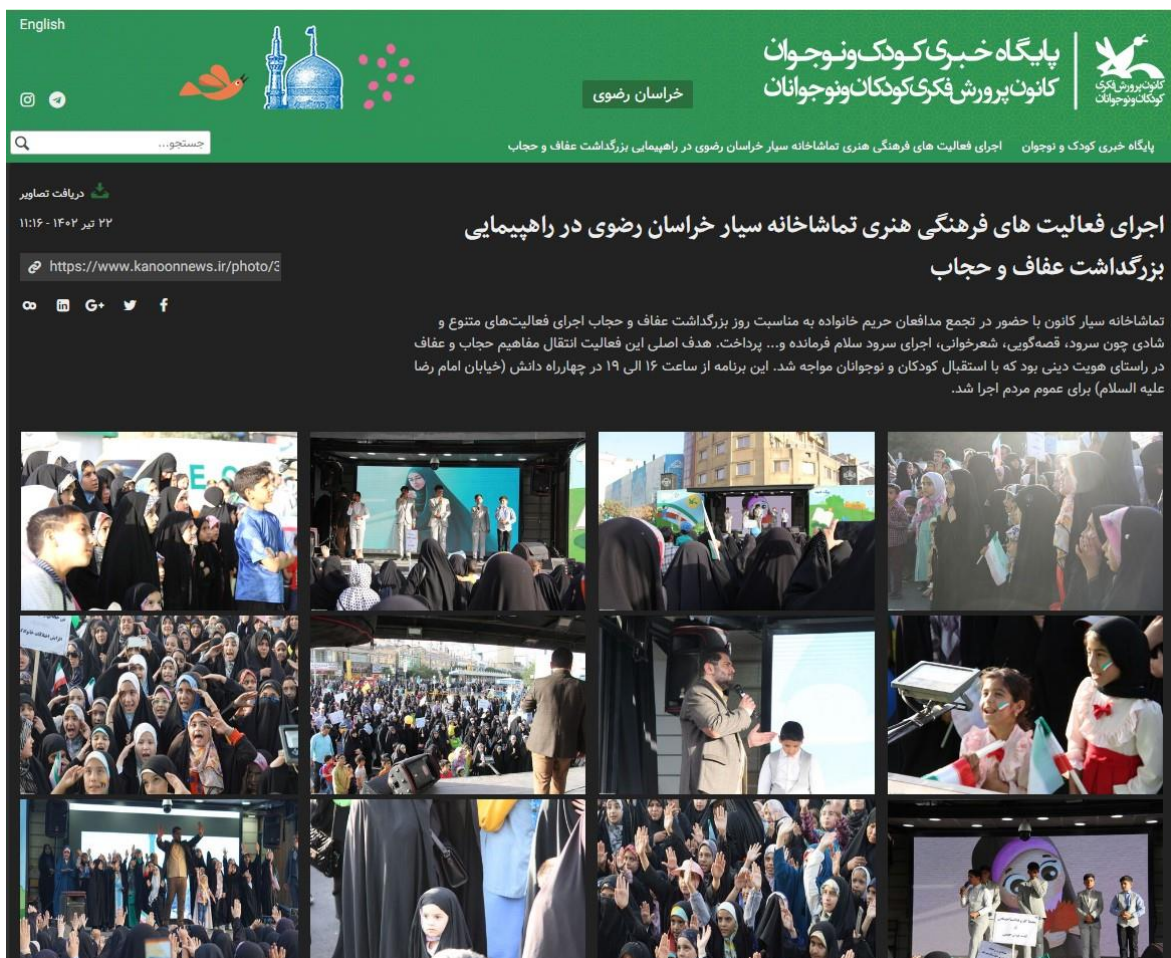 English
پایگاه خبری کودک و نوجوان
کانون پرورش فکری کودکان و نوجوانان
کانون پرورش فکری
کودکان و نوجوانان
خراسان رضوی
پایگاه خبری کودک و نوجوان
اجرای فعالیت های فرهنگی هنری تماشاخانه سیار خراسان رضوی در راهپیمایی بزرگداشت عفاف و حجاب
جستجو...
دریافت تصاویر
۲۲ تیر ۱۴۰۲ - ۱۱:۱۶
اجرای فعالیت های فرهنگی هنری تماشاخانه سیار خراسان رضوی در راهپیمایی
بزرگداشت عفاف و حجاب
https://www.kanoonnews.ir/photo/3
تماشاخانه سیار کانون با حضور در تجمع مدافعان حریم خانواده به مناسبت روز بزرگداشت عفاف و حجاب اجرای فعالیت‌های متنوع و
شادی چون سرود، قصه‌گویی، شعرخوانی، اجرای سرود سلام فرمانده و... پرداخت. هدف اصلی این فعالیت انتقال مفاهیم حجاب و عفاف
در راستای هویت دینی بود که با استقبال کودکان و نوجوانان مواجه شد. این برنامه از ساعت ۱۶ الی ۱۹ در چهارراه دانش (خیابان امام رضا
علیه السلام) برای عموم مردم اجرا شد.